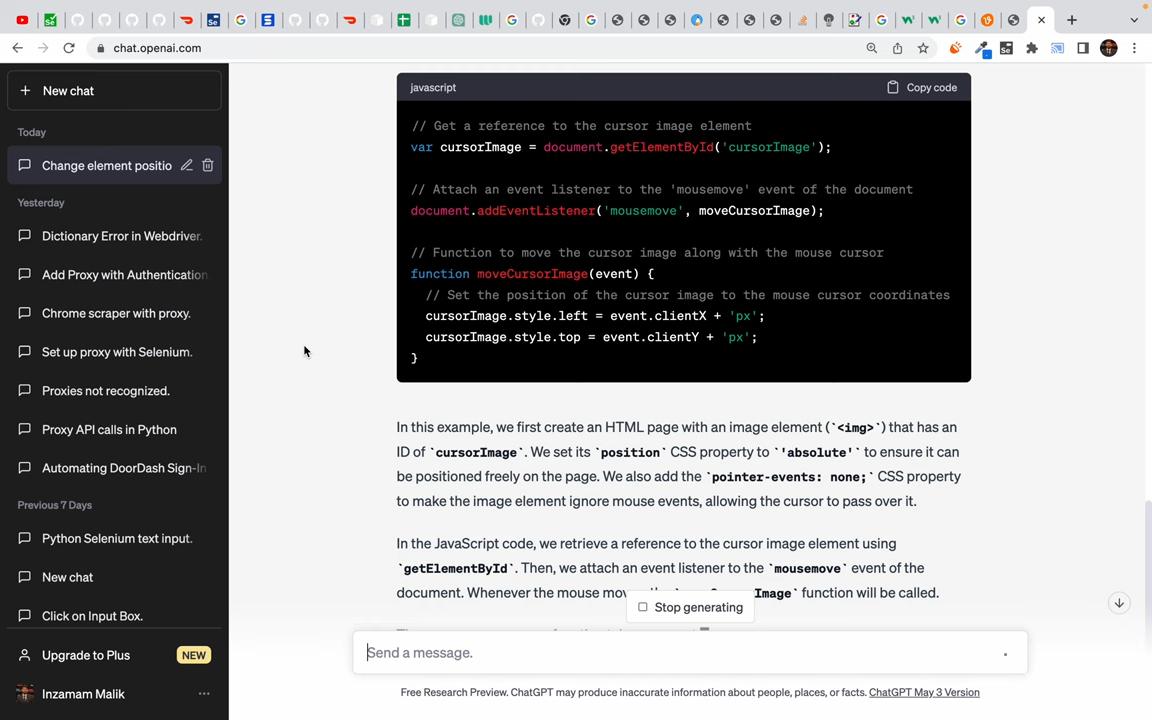 chat.openai.com
New chat
Today
Change element positio
Yesterday
Dictionary Error in Webdriver.
Add Proxy with Authentication
Chrome scraper with proxy.
Set up proxy with Selenium.
Proxies not recognized.
Proxy API calls in Python
Automating DoorDash Sign-In
Previous 7 Days
Python Selenium text input.
New chat
Click on Input Box.
Upgrade to Plus
NEW
Inzamam Malik
javascript
Copy code
// Get a reference to the cursor image element
var cursorImage = document.getElementById('cursorImage');
// Attach an event listener to the 'mousemove' event of the document
document.addEventListener('mousemove', moveCursorImage);
// Function to move the cursor image along with the mouse cursor
function moveCursorImage(event) {
// Set the position of the cursor image to the mouse cursor coordinates
cursorImage.style.left = event.clientX + 'px';
cursorImage.style.top = event.clientY + 'px';
}
In this example, we first create an HTML page with an image element (`<img>`) that has an
ID of `cursorImage`. We set its `position` CSS property to `'absolute'` to ensure it can
be positioned freely on the page. We also add the `pointer-events: none;` CSS property
to make the image element ignore mouse events, allowing the cursor to pass over it.
In the JavaScript code, we retrieve a reference to the cursor image element using
`getElementById`. Then, we attach an event listener to the `mousemove` event of the
document. Whenever the mouse mov Image` function will be called.
Stop generating
Send a message.
Free Research Preview. ChatGPT may produce inaccurate information about people, places, or facts. ChatGPT May 3 Version